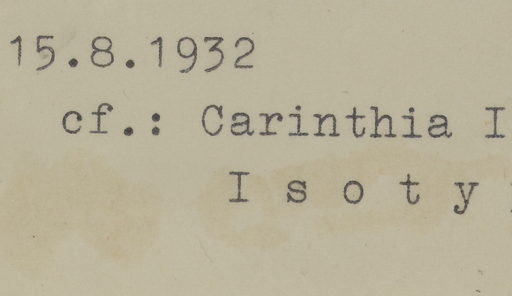 15.8.1932
cf.: Carinthia I
I s o t y